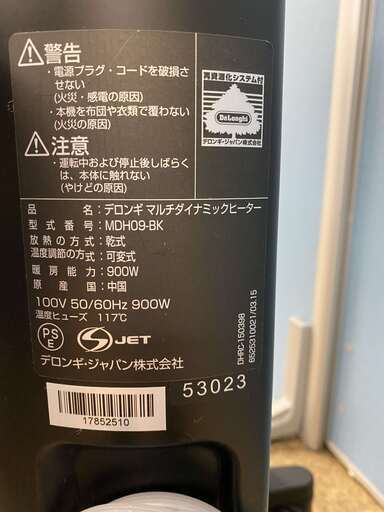 ⚠警告
・電源プラグ・コードを破損させない
(火災・感電の原因)
・本機を布団や衣類で覆わない
(火災の原因)
⚠注意
・運転中および停止後しばらくは、本体に触れない
(やけどの原因)
再資源化システム付
DeLonghi
デロンギ・ジャパン株式会社
品名:デロンギ マルチダイナミックヒーター
型式番号:MDH09-BK
放熱の方式:乾式
温度調節の方式:可変式
暖房能力:900W
原産国:中国
100V 50/60Hz 900W
温度ヒューズ 117℃
PSE
S JET
デロンギ・ジャパン株式会社
DHRC-150398
6525310021/03.15
53023
17852510